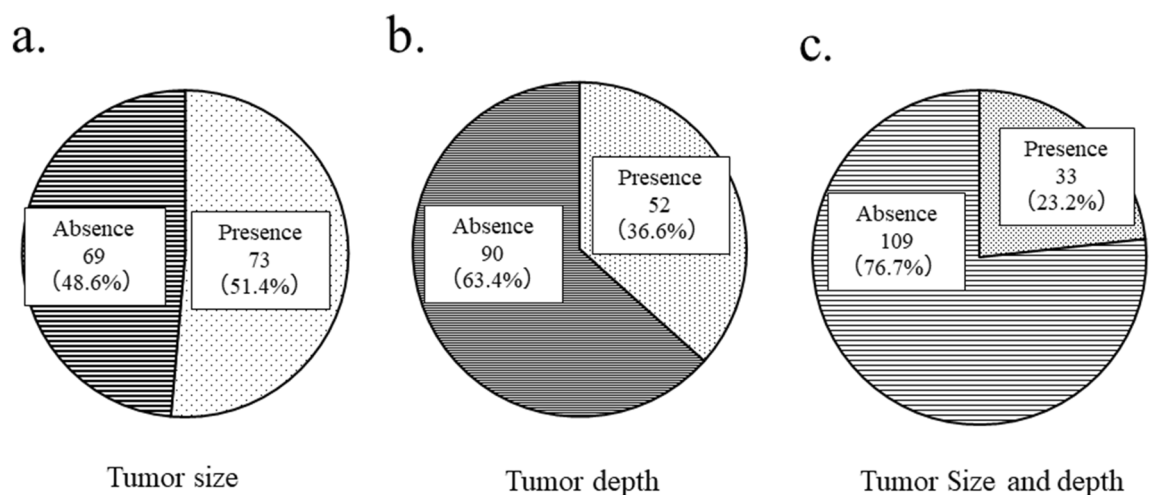 a.
Absence
69
（48.6%）
Presence
73
（51.4%）
Tumor size
b.
Presence
52
（36.6%）
Absence
90
（63.4%）
Tumor depth
c.
Presence
33
（23.2%）
Absence
109
（76.7%）
Tumor Size and depth